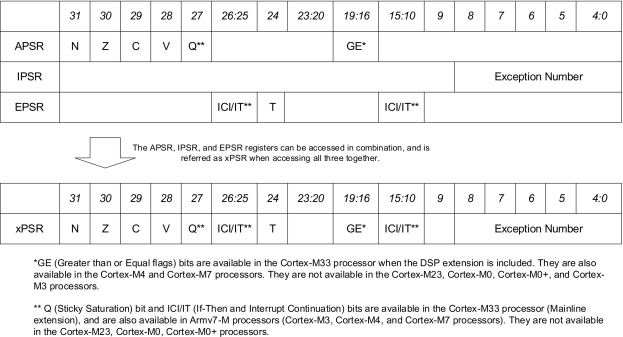 31 30 29 28 27 26:25 24 23:20 19:16 15:10 9 8 7 6 5 4:0
APSR N Z C V Q** GE*
IPSR Exception Number
EPSR ICI/IT** T ICI/IT**
The APSR, IPSR, and EPSR registers can be accessed in combination, and is
referred as xPSR when accessing all three together.
31 30 29 28 27 26:25 24 23:20 19:16 15:10 9 8 7 6 5 4:0
xPSR N Z C V Q** ICI/IT** T GE* ICI/IT** Exception Number
*GE (Greater than or Equal flags) bits are available in the Cortex-M33 processor when the DSP extension is included. They are also
available in the Cortex-M4 and Cortex-M7 processors. They are not available in the Cortex-M23, Cortex-M0, Cortex-M0+, and Cortex-
M3 processors.
** Q (Sticky Saturation) bit and ICI/IT (If-Then and Interrupt Continuation) bits are available in the Cortex-M33 processor (Mainline
extension), and are also available in Armv7-M processors (Cortex-M3, Cortex-M4, and Cortex-M7 processors). They are not available
in the Cortex-M23, Cortex-M0, Cortex-M0+ processors.